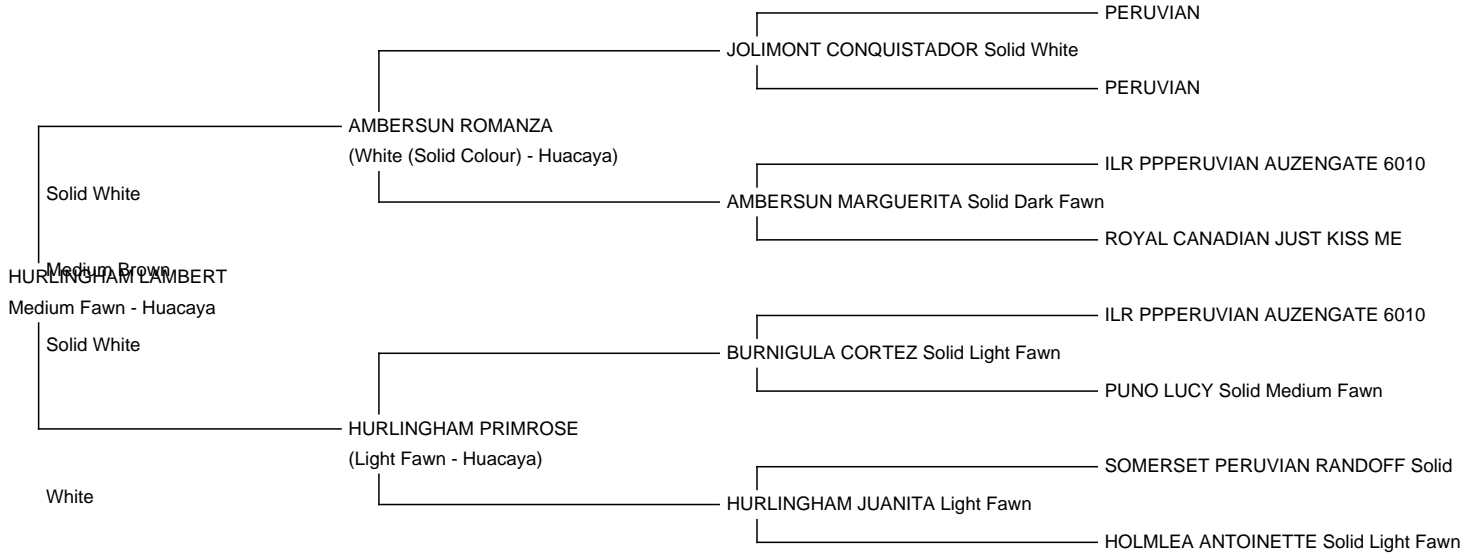 PERUVIAN
JOLIMONT CONQUISTADOR Solid White
PERUVIAN
AMBERSUN ROMANZA
(White (Solid Colour) - Huacaya)
ILR PPPERUVIAN AUZENGATE 6010
Solid White
AMBERSUN MARGUERITA Solid Dark Fawn
ROYAL CANADIAN JUST KISS ME
Medium Brown
HURLINGHAM LAMBERT
Medium Fawn - Huacaya
ILR PPPERUVIAN AUZENGATE 6010
Solid White
BURNIGULA CORTEZ Solid Light Fawn
PUNO LUCY Solid Medium Fawn
HURLINGHAM PRIMROSE
(Light Fawn - Huacaya)
SOMERSET PERUVIAN RANDOFF Solid
White
HURLINGHAM JUANITA Light Fawn
HOLMLEA ANTOINETTE Solid Light Fawn